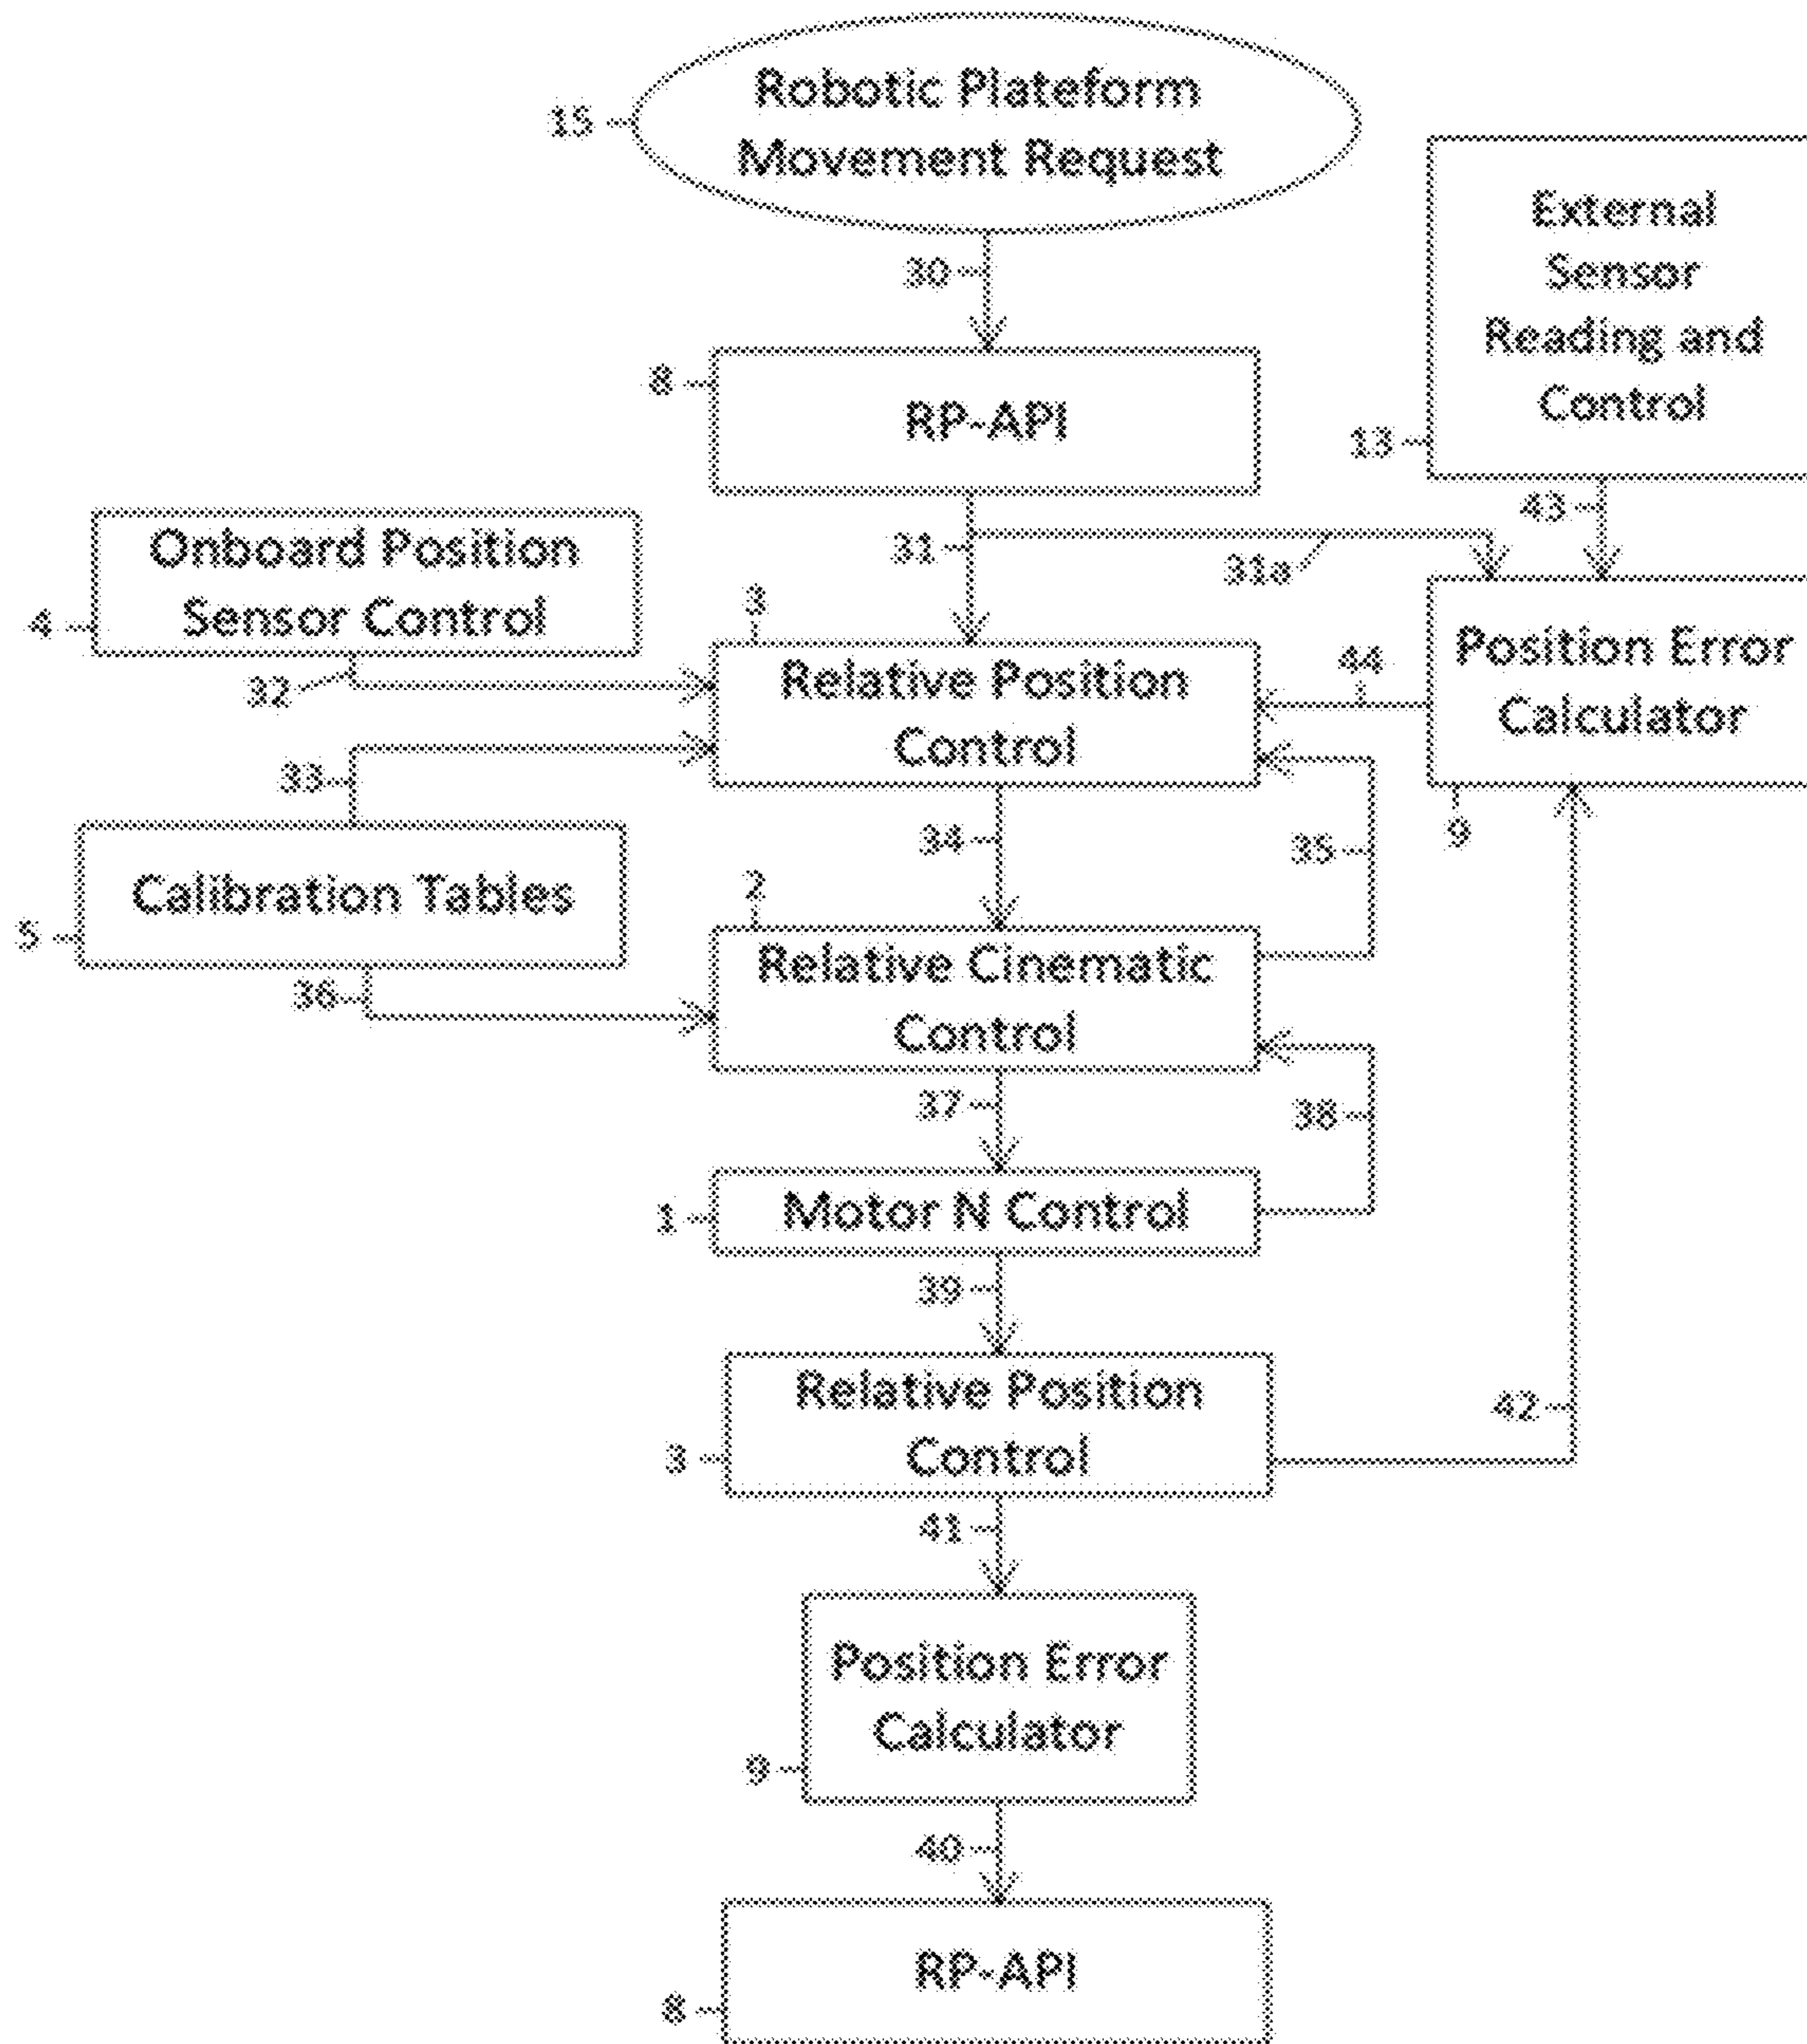 15
Robotic Plateform
Movement Request
30
8
RP-API
External
Sensor
Reading and
Control
13
43
31
31a
Onboard Position
Sensor Control
4
32
3
Relative Position
Control
44
Position Error
Calculator
9
33
Calibration Tables
5
36
34
35
2
Relative Cinematic
Control
37
38
1
Motor N Control
39
Relative Position
Control
3
42
41
Position Error
Calculator
9
40
RP-API
8